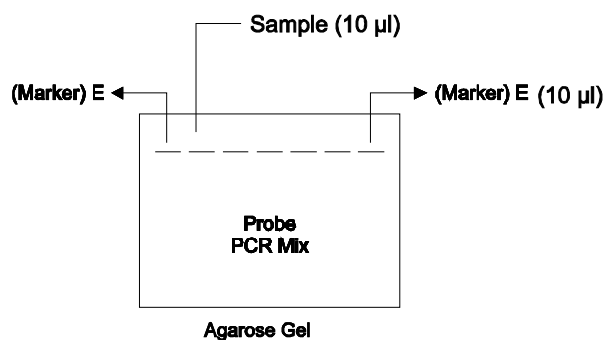 Sample (10 µl)
(Marker) E
(Marker) E (10 µl)
Probe
PCR Mix
Agarose Gel